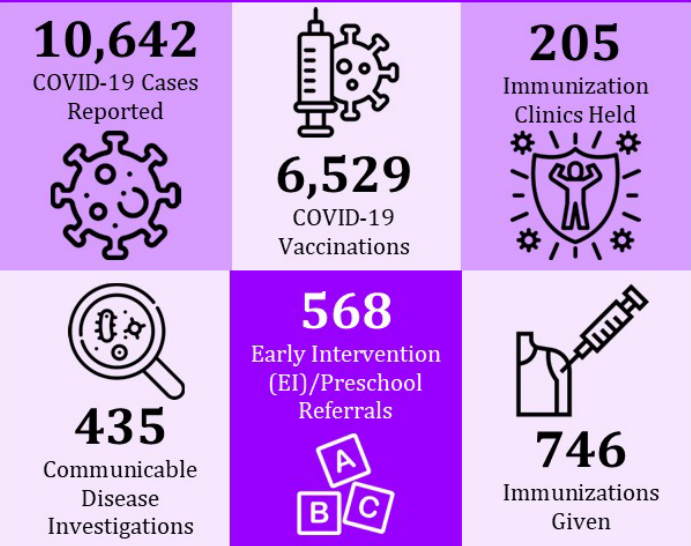 10,642
COVID-19 Cases
Reported
6,529
COVID-19
Vaccinations
205
Immunization
Clinics Held
435
Communicable
Disease
Investigations
568
Early Intervention
(EI)/Preschool
Referrals
A
B C
746
Immunizations
Given